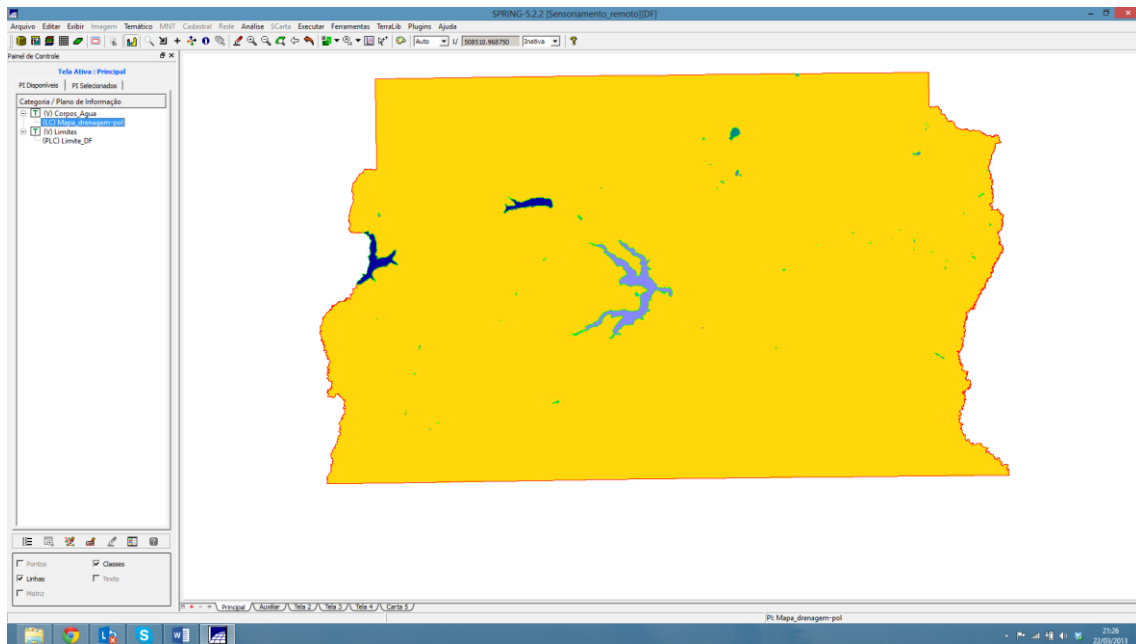 SPRING-5.2.2 [Sensoriamento_remoto][DF]
Arquivo Editar Exibir Imagem Temático MNT Cadastral Rede Análise SCarta Executar Ferramentas TerraLib Plugins Ajuda
Auto 1/ 508510.968750 Inativa
Painel de Controle
Tela Ativa : Principal
PI Disponíveis PI Selecionados
Categoria / Plano de Informação
(V) Corpos_Agua
(LC) Mapa_drenagem-pol
(V) Limites
(PLC) Limite_DF
Pontos Classes
Linhas Texto
Matriz
Principal Auxiliar Tela 2 Tela 3 Tela 4 Carta 5
PI: Mapa_drenagem-pol
21:26
22/03/2013